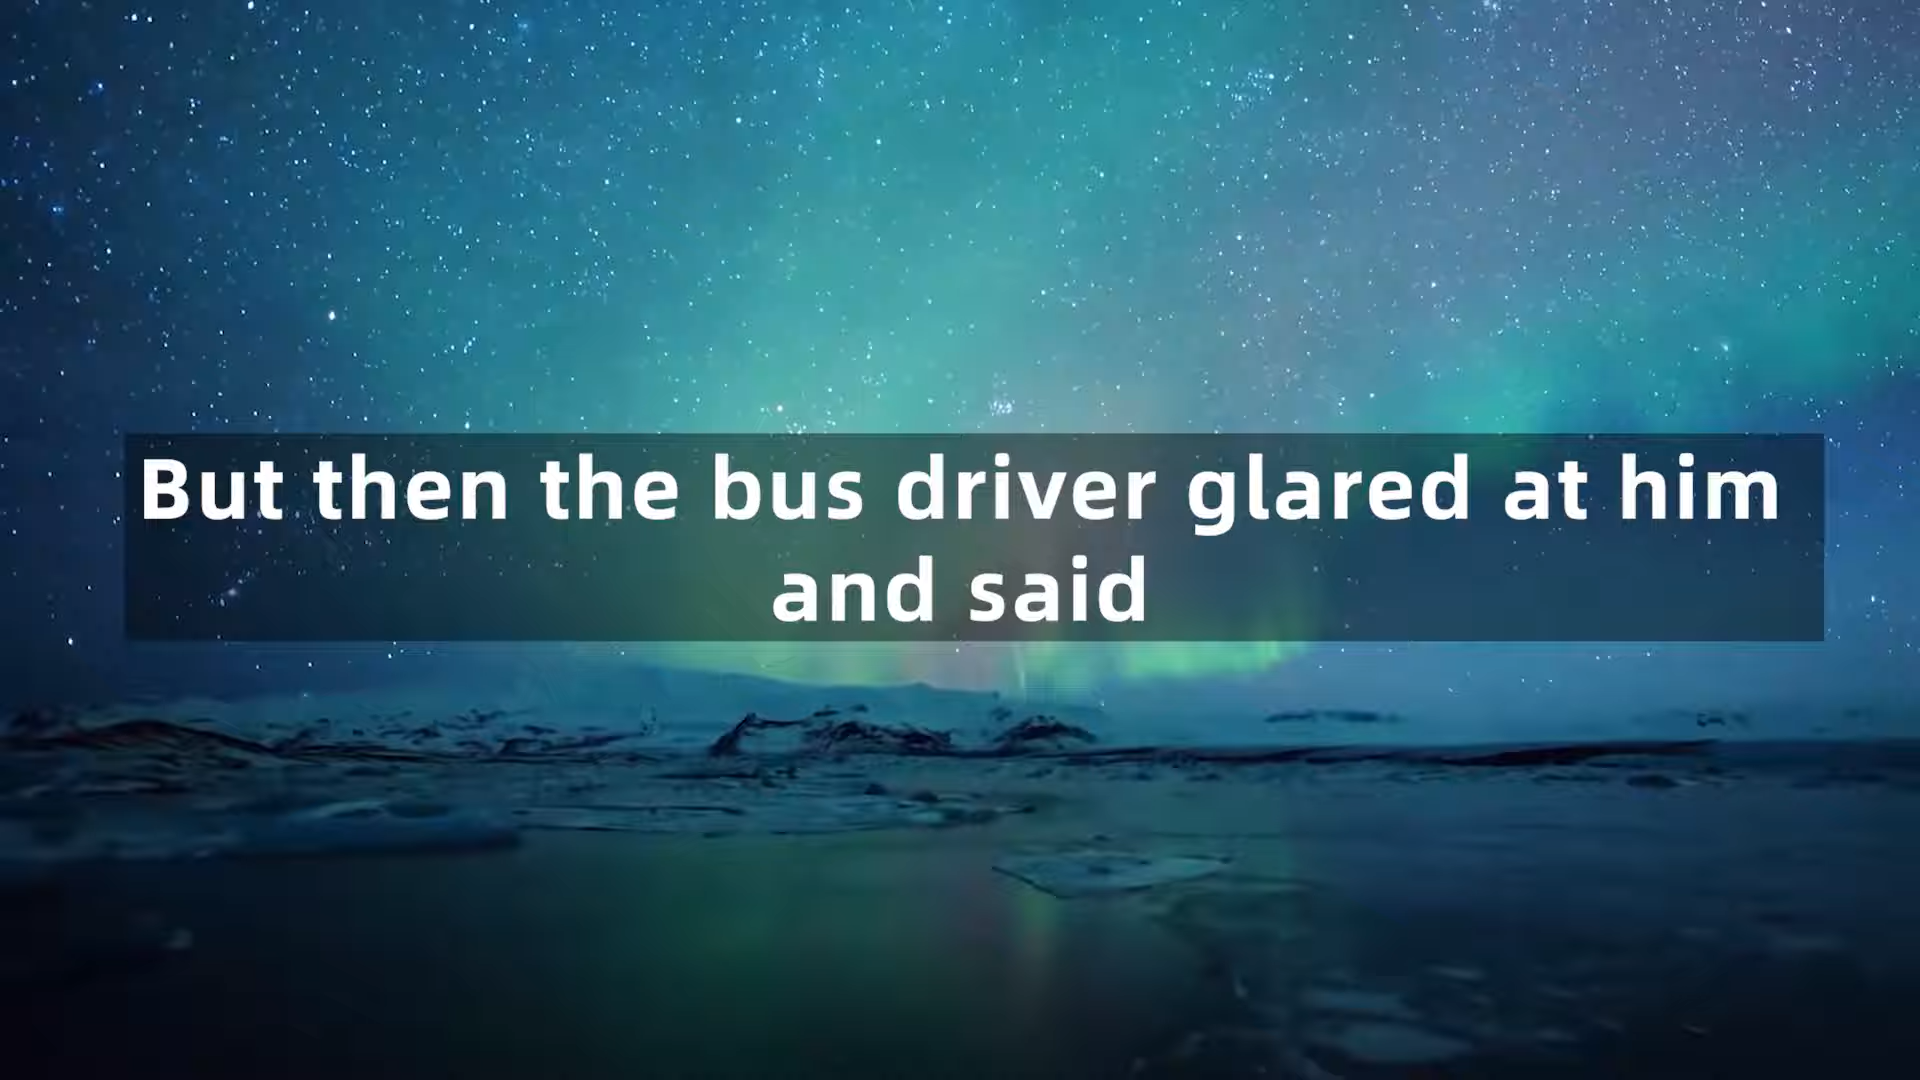 But then the bus driver glared at him
and said